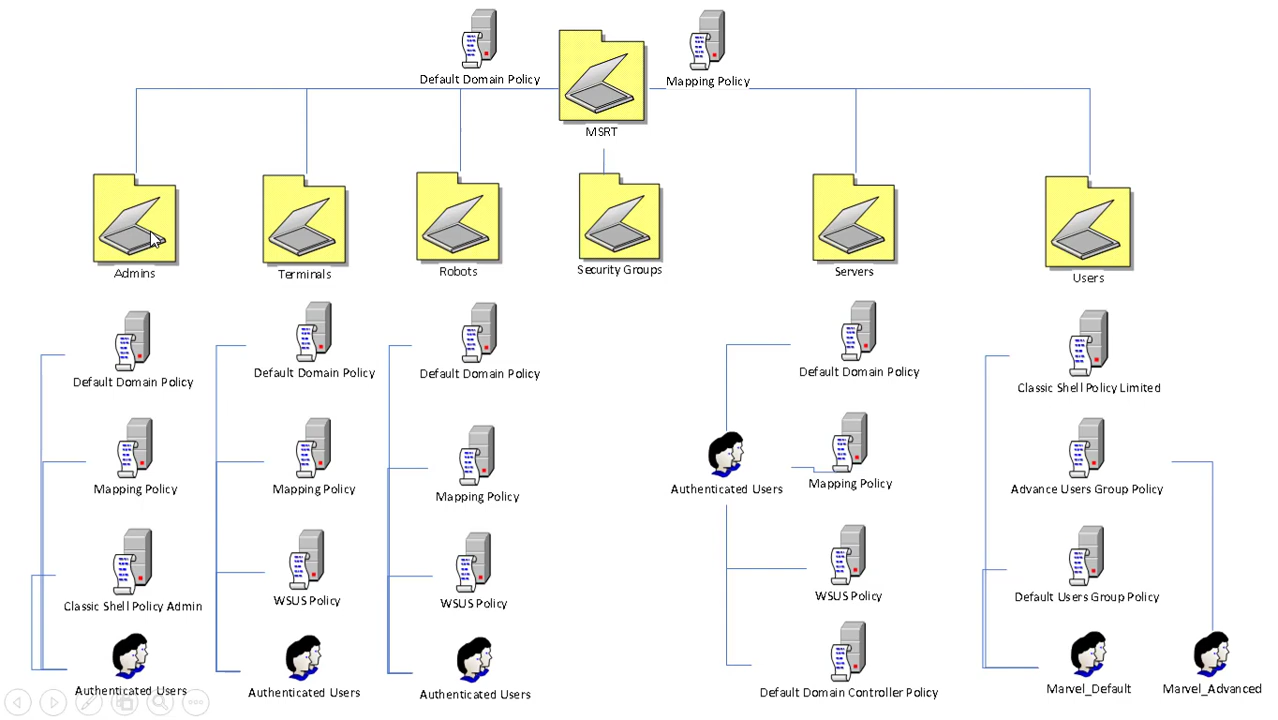 Default Domain Policy
Mapping Policy
MSRT
Admins
Terminals
Robots
Security Groups
Servers
Users
Default Domain Policy
Default Domain Policy
Default Domain Policy
Default Domain Policy
Classic Shell Policy Limited
Mapping Policy
Mapping Policy
Mapping Policy
Authenticated Users
Mapping Policy
Advance Users Group Policy
Classic Shell Policy Admin
WSUS Policy
WSUS Policy
WSUS Policy
Default Users Group Policy
Authenticated Users
Authenticated Users
Authenticated Users
Default Domain Controller Policy
Marvel_Default
Marvel_Advanced